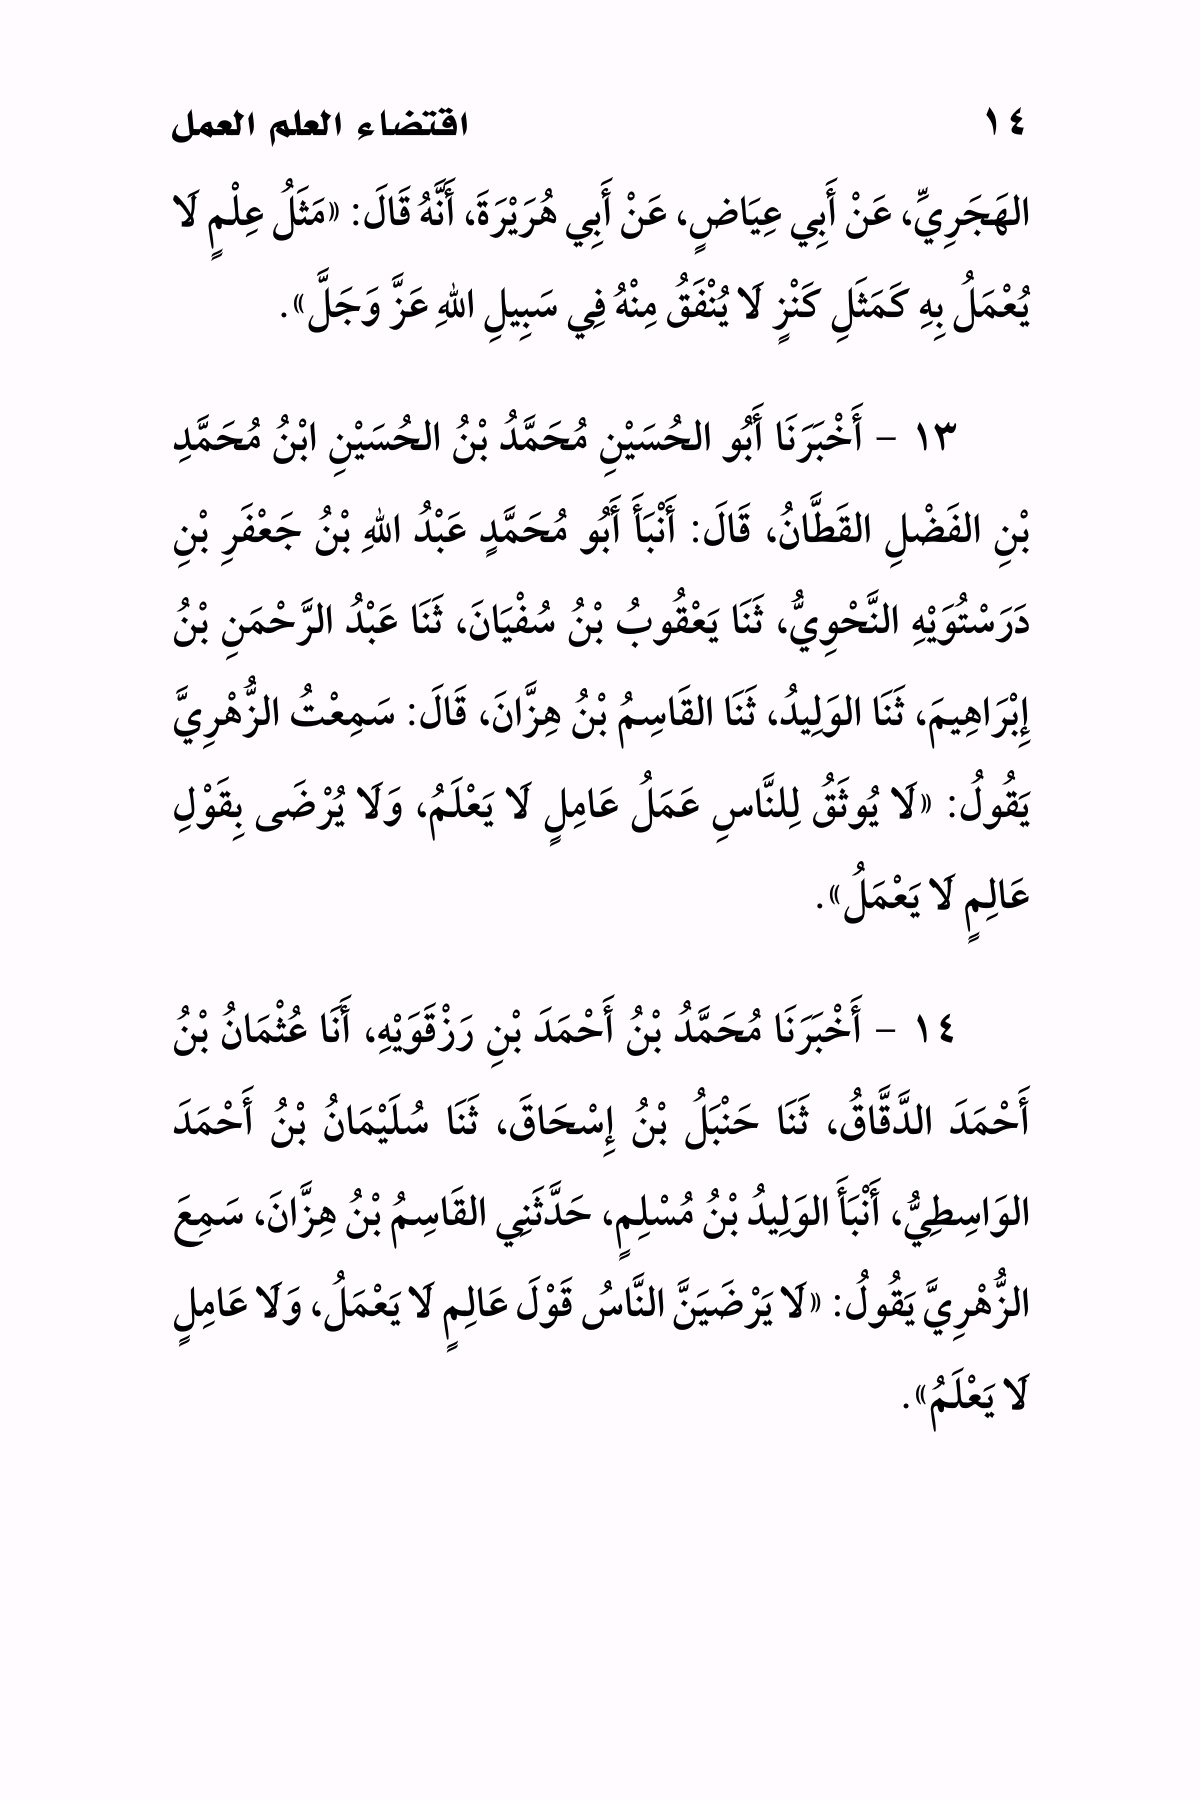 ١٤ اقتضاء العلم العمل
الهَجَرِيِّ، عَنْ أَبِي عِيَاضٍ، عَنْ أَبِي هُرَيْرَةَ، أَنَّهُ قَالَ: «مَثَلُ عِلْمٍ لَا
يُعْمَلُ بِهِ كَمَثَلِ كَنْزٍ لَا يُنْفَقُ مِنْهُ فِي سَبِيلِ اللهِ عَزَّ وَجَلَّ».
١٣ – أَخْبَرَنَا أَبُو الحُسَيْنِ مُحَمَّدُ بْنُ الحُسَيْنِ ابْنُ مُحَمَّدِ
بْنِ الفَضْلِ القَطَّانُ، قَالَ: أَنْبَأَ أَبُو مُحَمَّدٍ عَبْدُ اللهِ بْنُ جَعْفَرِ بْنِ
دَرَسْتُوَيْهِ النَّحْوِيُّ، ثَنَا يَعْقُوبُ بْنُ سُفْيَانَ، ثَنَا عَبْدُ الرَّحْمَنِ بْنُ
إِبْرَاهِيمَ، ثَنَا الوَلِيدُ، ثَنَا القَاسِمُ بْنُ هِزَّانَ، قَالَ: سَمِعْتُ الزُّهْرِيَّ
يَقُولُ: «لَا يُوثَقُ لِلنَّاسِ عَمَلُ عَامِلٍ لَا يَعْلَمُ، وَلَا يُرْضَى بِقَوْلِ
عَالِمٍ لَا يَعْمَلُ».
١٤ – أَخْبَرَنَا مُحَمَّدُ بْنُ أَحْمَدَ بْنِ رَزْقَوَيْهِ، أَنَا عُثْمَانُ بْنُ
أَحْمَدَ الدَّقَّاقُ، ثَنَا حَنْبَلُ بْنُ إِسْحَاقَ، ثَنَا سُلَيْمَانُ بْنُ أَحْمَدَ
الوَاسِطِيُّ، أَنْبَأَ الوَلِيدُ بْنُ مُسْلِمٍ، حَدَّثَنِي القَاسِمُ بْنُ هِزَّانَ، سَمِعَ
الزُّهْرِيَّ يَقُولُ: «لَا يَرْضَيَنَّ النَّاسُ قَوْلَ عَالِمٍ لَا يَعْمَلُ، وَلَا عَامِلٍ
لَا يَعْلَمُ».